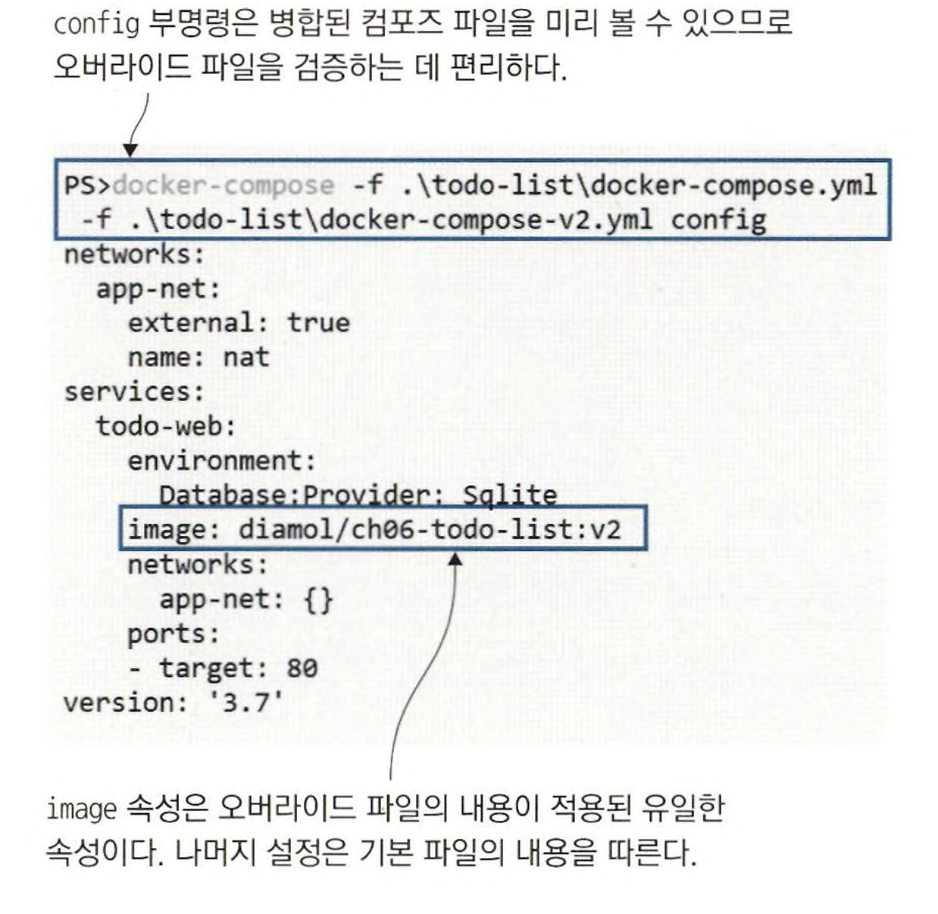 config 부명령은 병합된 컴포즈 파일을 미리 볼 수 있으므로
오버라이드 파일을 검증하는 데 편리하다.
PS>docker-compose -f .\todo-list\docker-compose.yml
-f .\todo-list\docker-compose-v2.yml config
networks:
  app-net:
    external: true
    name: nat
services:
  todo-web:
    environment:
      Database:Provider: Sqlite
    image: diamol/ch06-todo-list:v2
    networks:
      app-net: {}
    ports:
    - target: 80
version: '3.7'
image 속성은 오버라이드 파일의 내용이 적용된 유일한
속성이다. 나머지 설정은 기본 파일의 내용을 따른다.